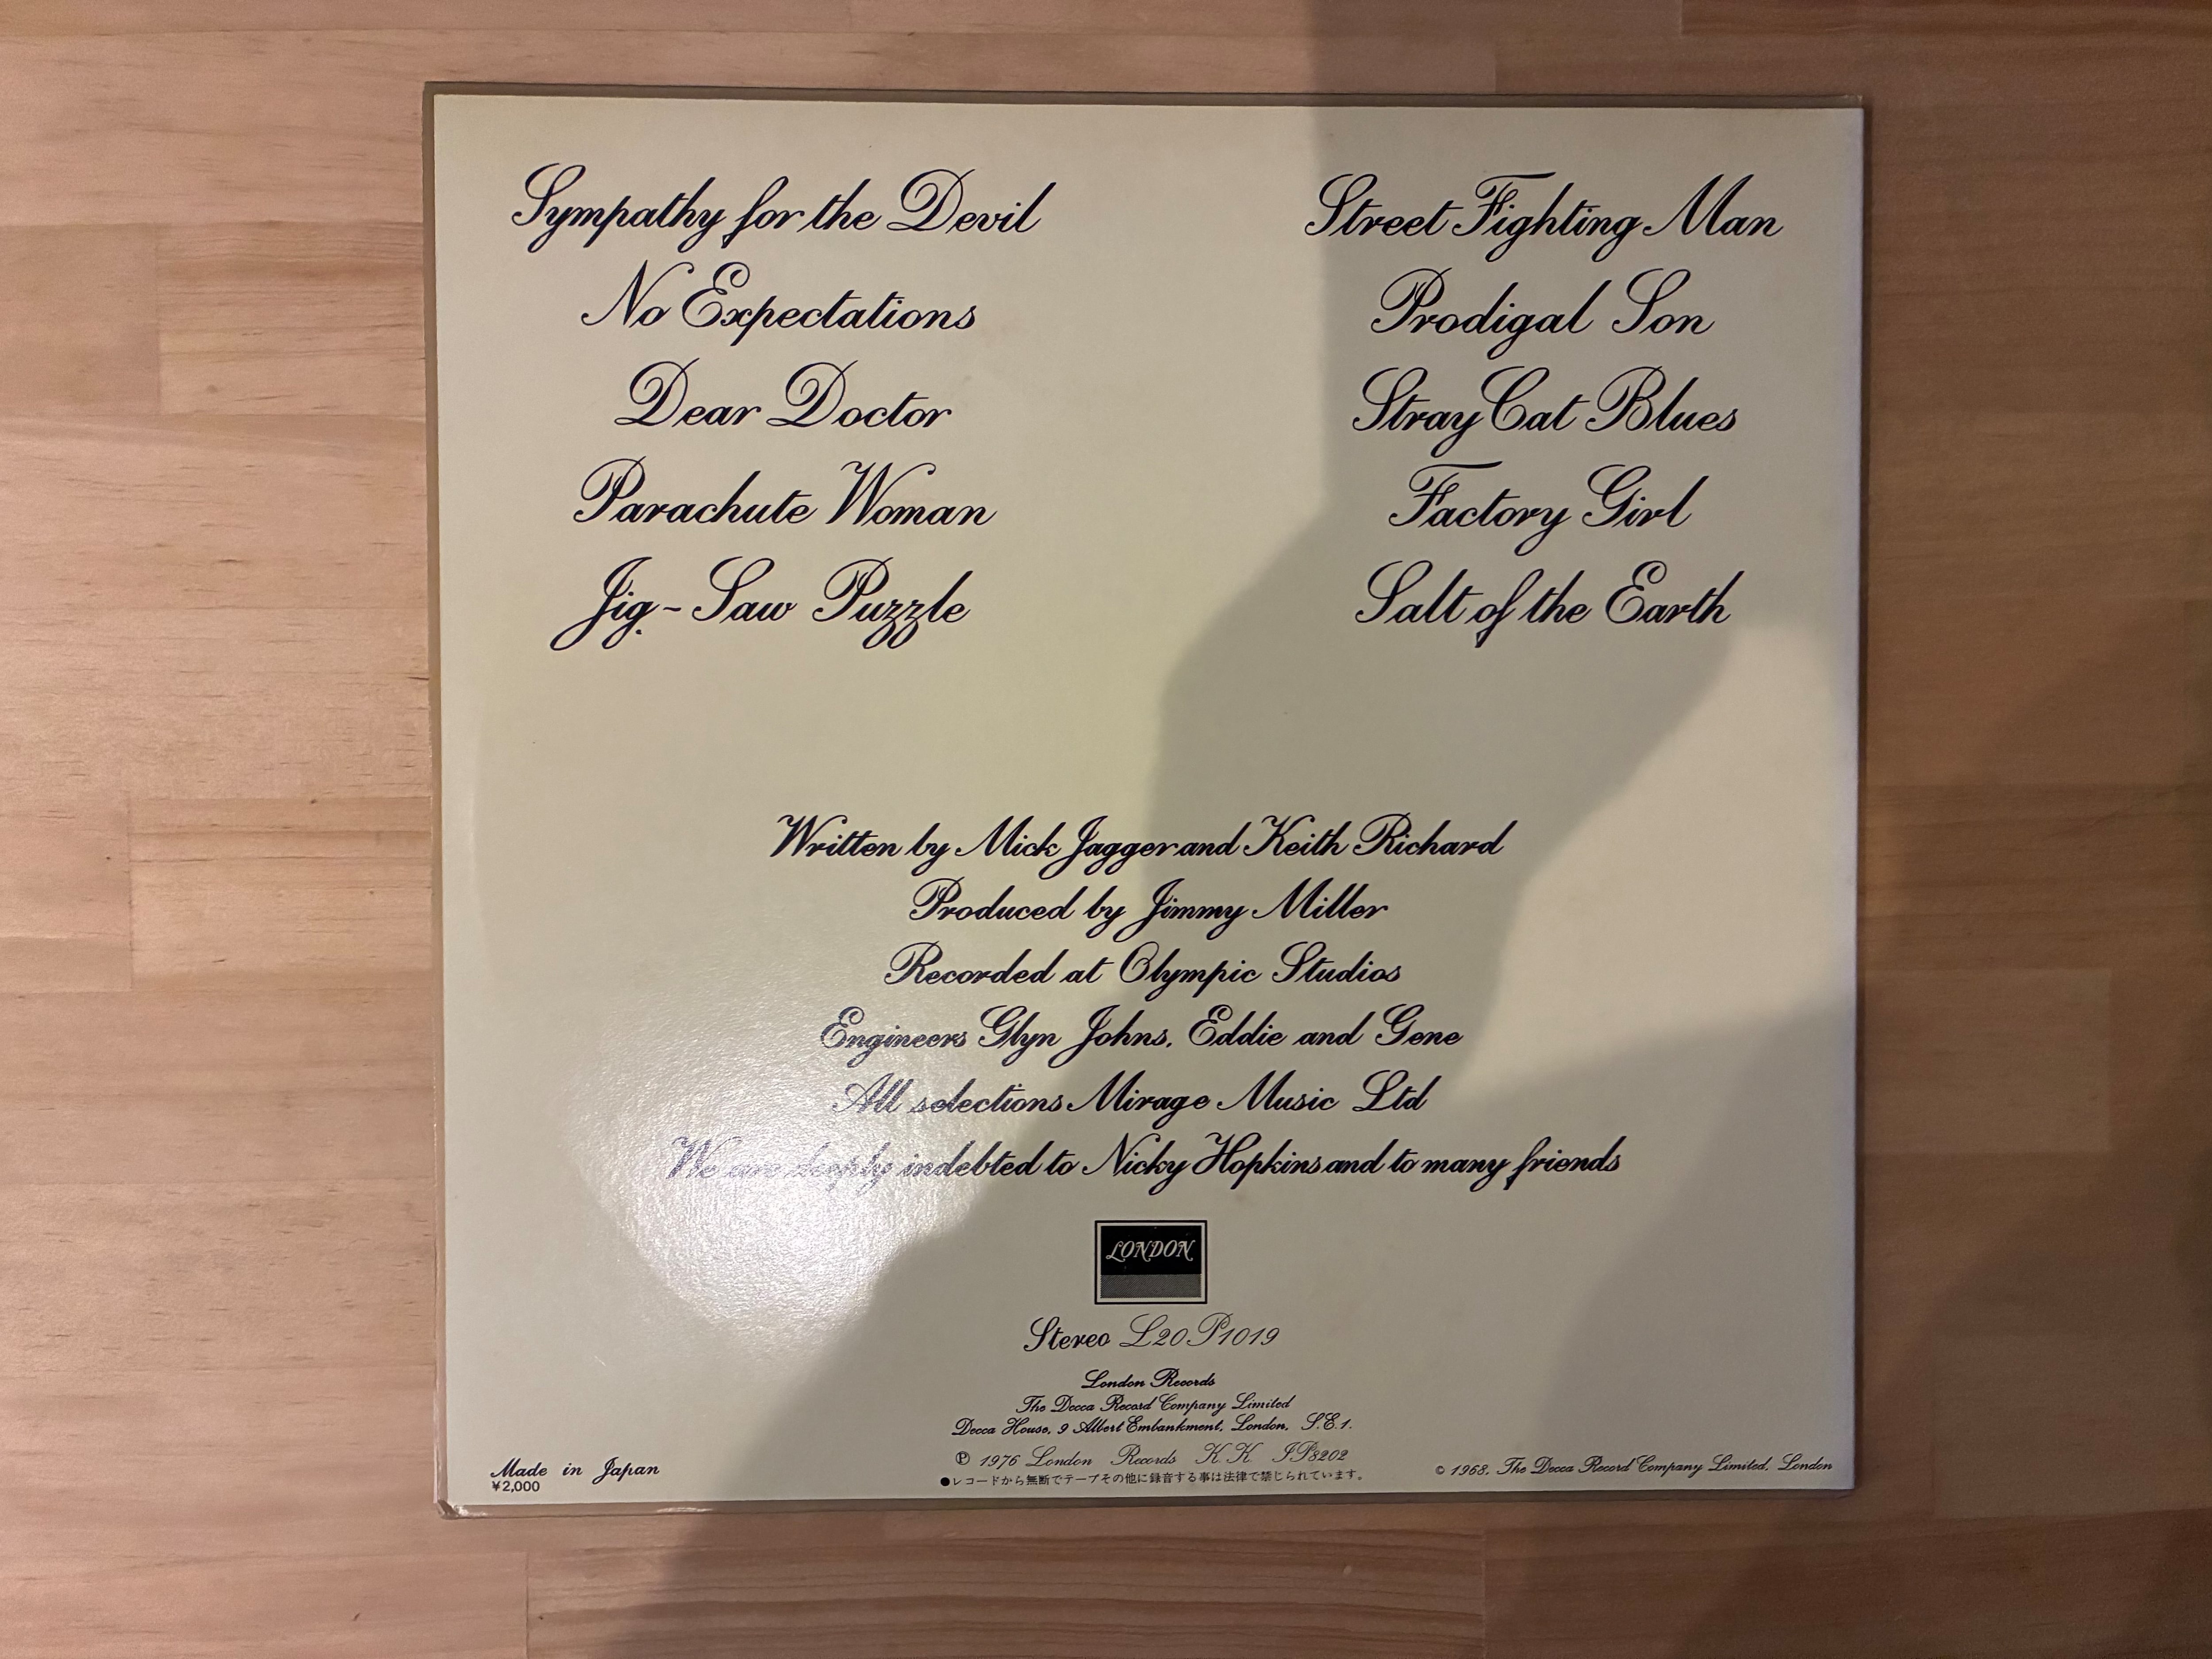 Sympathy for the Devil
No Expectations
Dear Doctor
Parachute Woman
Jig-Saw Puzzle
Street Fighting Man
Prodigal Son
Stray Cat Blues
Factory Girl
Salt of the Earth
Written by Mick Jagger and Keith Richard
Produced by Jimmy Miller
Recorded at Olympic Studios
Engineers Glyn Johns, Eddie and Gene
All selections Mirage Music Ltd
We are deeply indebted to Nicky Hopkins and to many friends
LONDON
Stereo L20P1019
London Records
The Decca Record Company Limited
Decca House, 9 Albert Embankment, London, S.E.1.
℗ 1976 London Records K.K IP8202
●レコードから無断でテープその他に録音する事は法律で禁じられています。
Made in Japan
¥2,000
© 1968, The Decca Record Company Limited, London